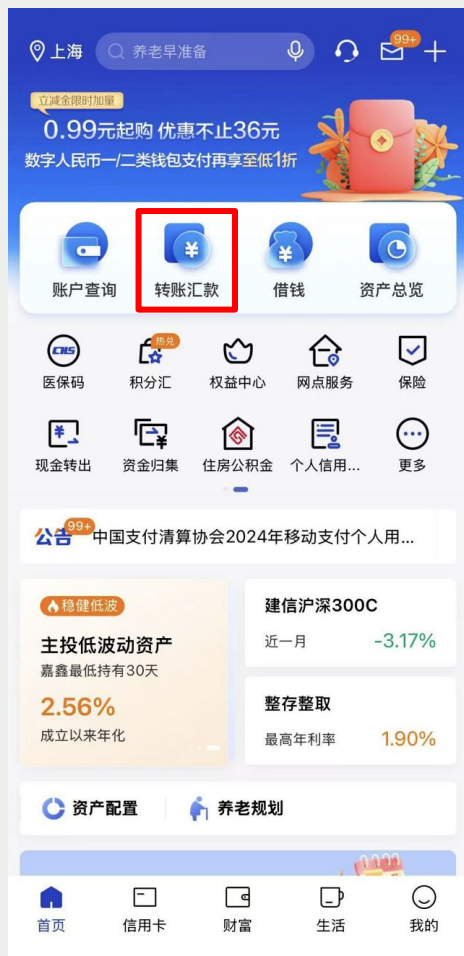 上海
养老早准备
99+
立减金限时加量
0.99元起购 优惠不止36元
数字人民币一/二类钱包支付再享至低1折
账户查询
转账汇款
借钱
资产总览
CHS
热兑
医保码
积分汇
权益中心
网点服务
保险
现金转出
资金归集
住房公积金
个人信用...
更多
公告
99+
中国支付清算协会2024年移动支付个人用...
稳健低波
主投低波动资产
嘉鑫最低持有30天
2.56%
成立以来年化
建信沪深300C
近一月
-3.17%
整存整取
最高年利率
1.90%
资产配置
养老规划
首页
信用卡
财富
生活
我的